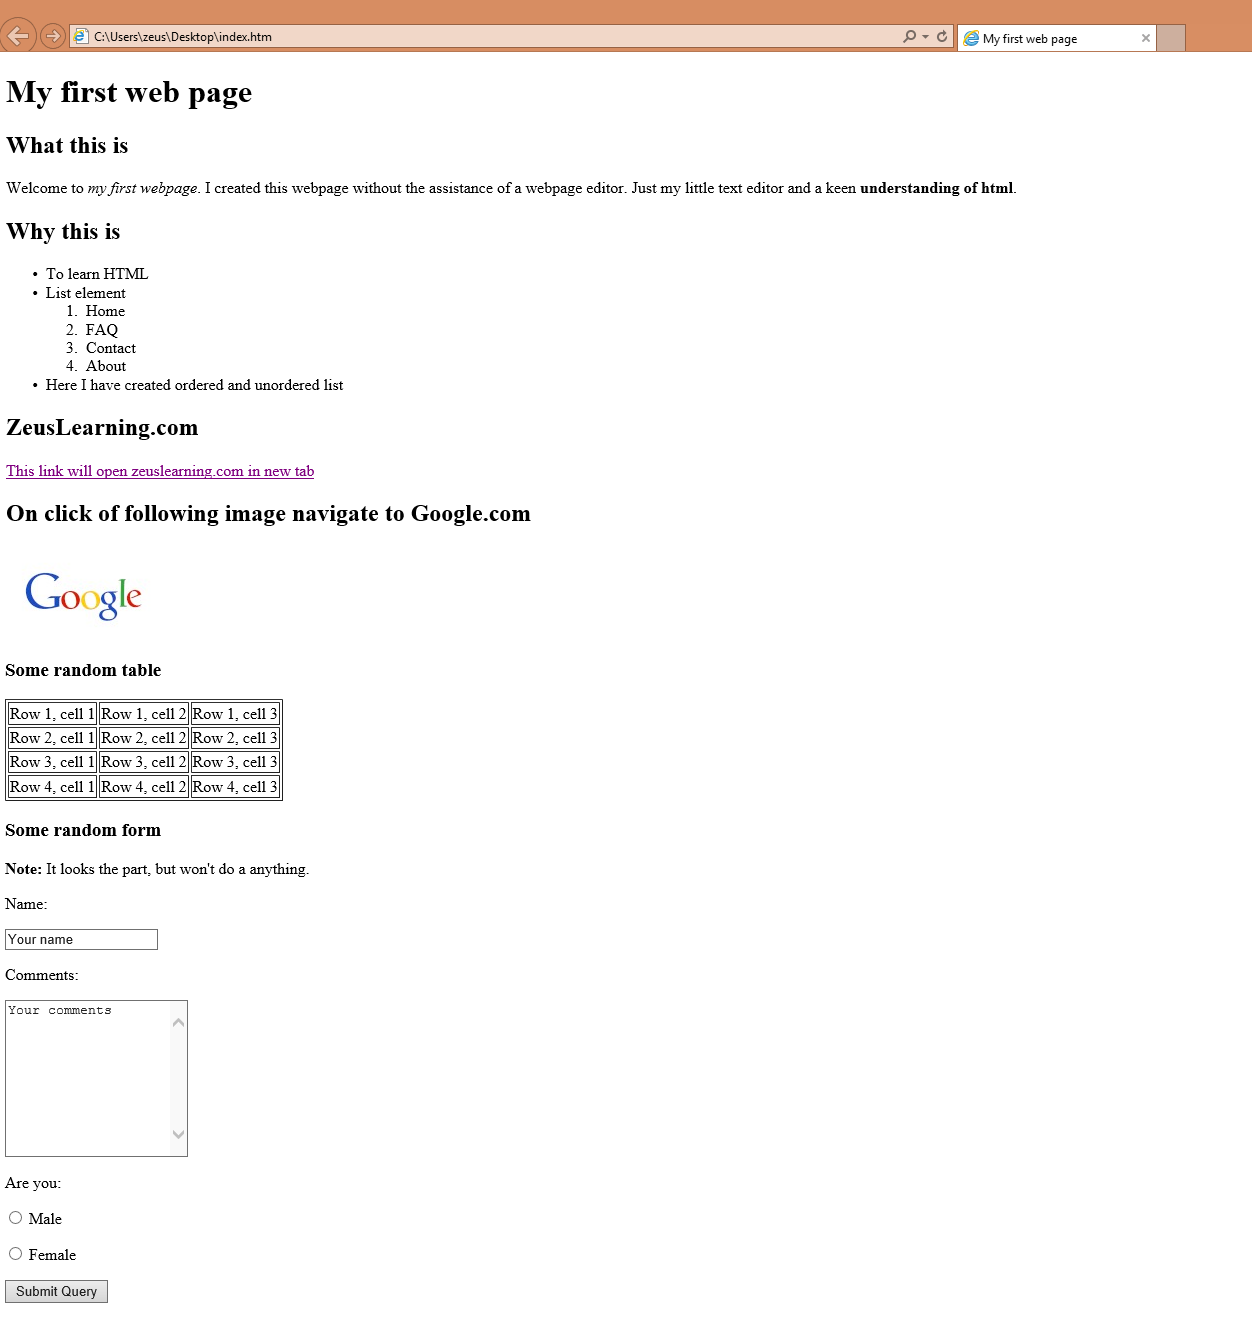 C:\Users\zeus\Desktop\index.htm
My first web page
My first web page
What this is
Welcome to my first webpage. I created this webpage without the assistance of a webpage editor. Just my little text editor and a keen understanding of html.
Why this is
• To learn HTML
• List element
1. Home
2. FAQ
3. Contact
4. About
• Here I have created ordered and unordered list
ZeusLearning.com
This link will open zeuslearning.com in new tab
On click of following image navigate to Google.com
Google
Some random table
Row 1, cell 1 Row 1, cell 2 Row 1, cell 3
Row 2, cell 1 Row 2, cell 2 Row 2, cell 3
Row 3, cell 1 Row 3, cell 2 Row 3, cell 3
Row 4, cell 1 Row 4, cell 2 Row 4, cell 3
Some random form
Note: It looks the part, but won't do a anything.
Name:
Your name
Comments:
Your comments
Are you:
Male
Female
Submit Query